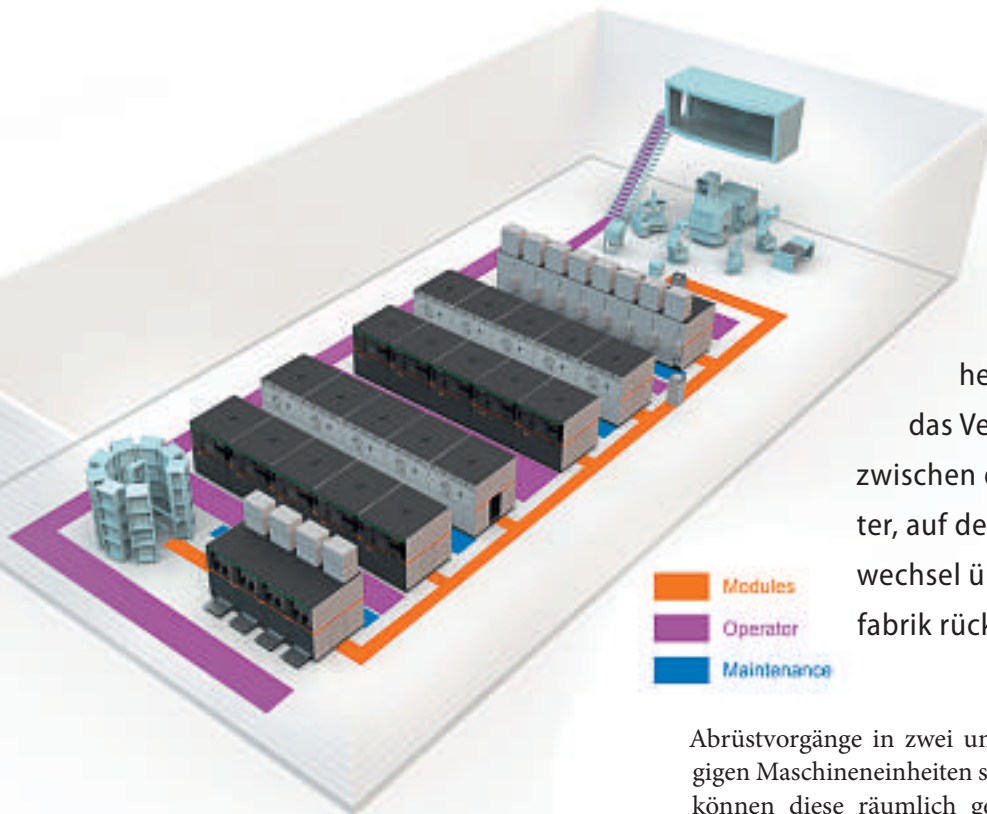 he
das Ve
zwischen
ter, auf de
wechsel ü
fabrik rück
Modules
Operator
Maintenance
Abrüstvorgänge in zwei un
gigen Maschineneinheiten s
können diese räumlich ge